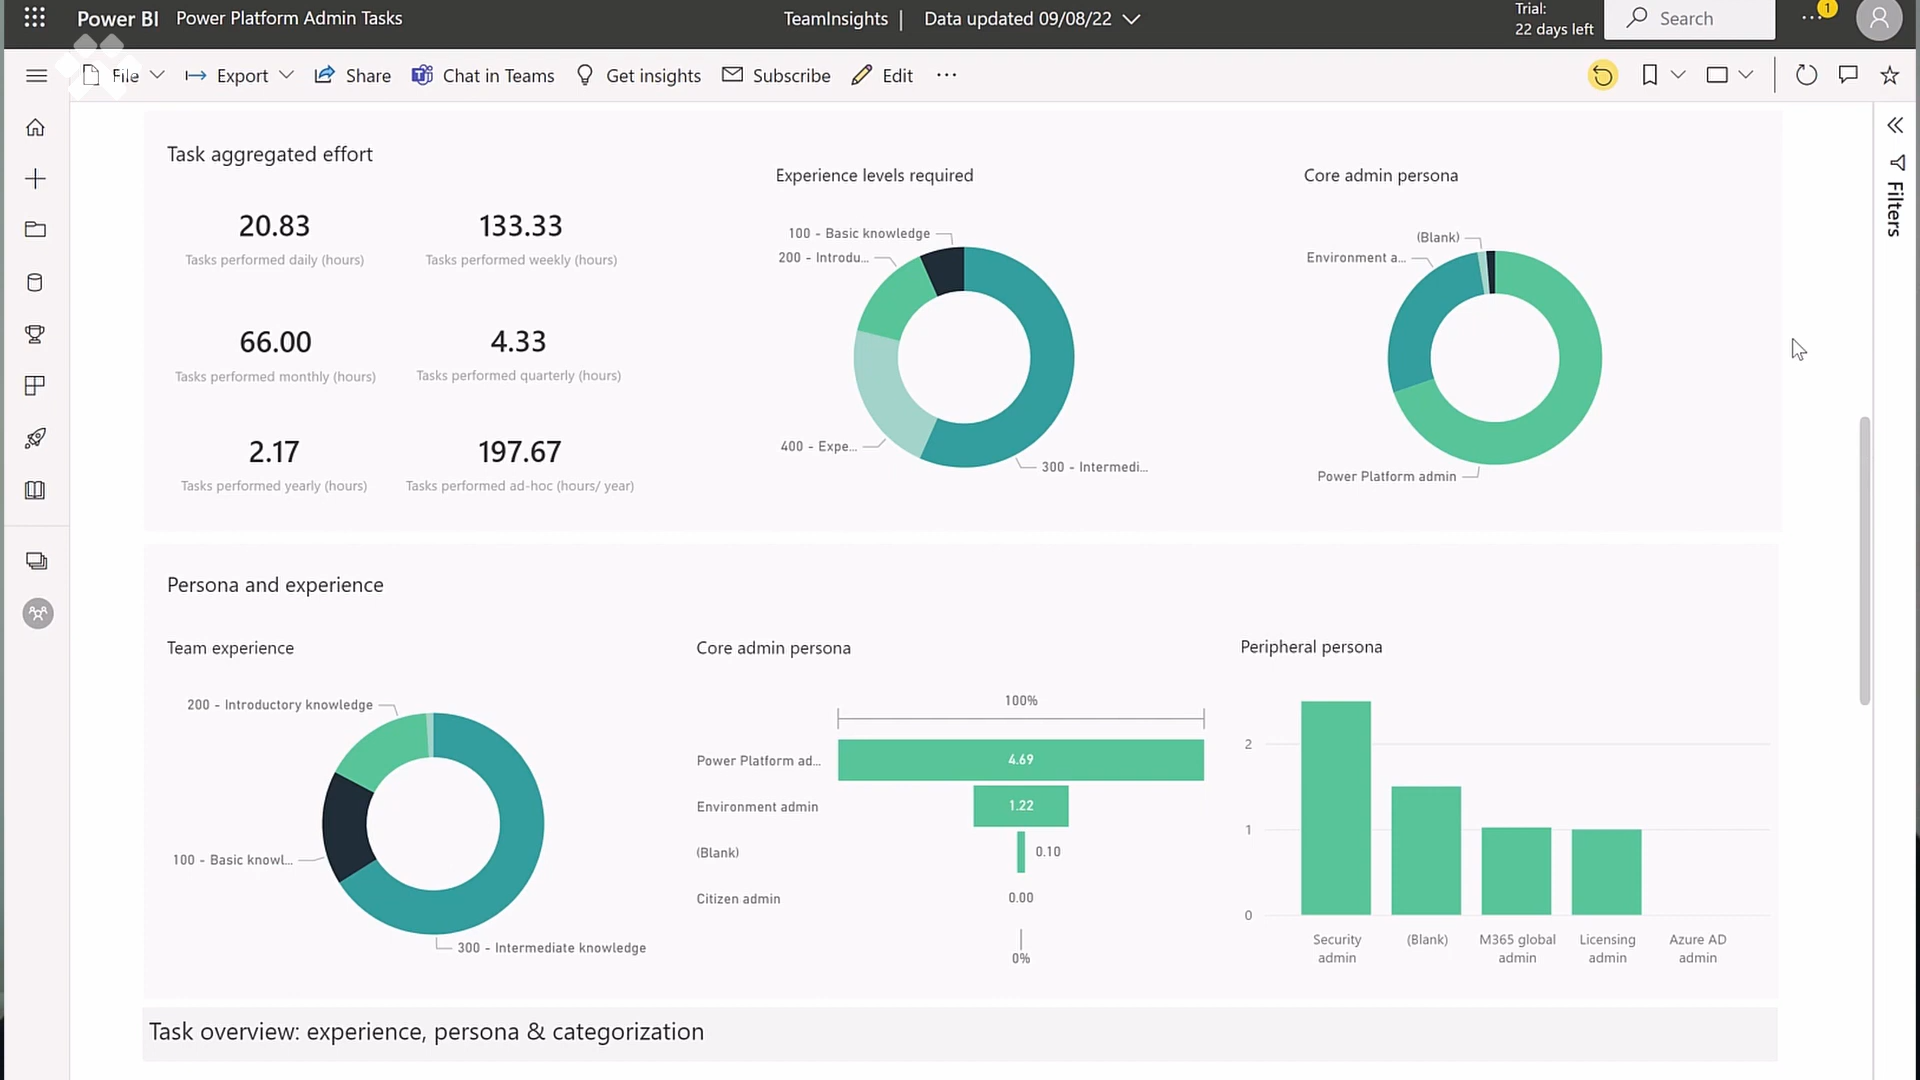 Power BI Power Platform Admin Tasks
TeamInsights | Data updated 09/08/22
Trial:
22 days left
Search
1
File Export Share Chat in Teams Get insights Subscribe Edit ...
Filters
Task aggregated effort
20.83
Tasks performed daily (hours)
133.33
Tasks performed weekly (hours)
66.00
Tasks performed monthly (hours)
4.33
Tasks performed quarterly (hours)
2.17
Tasks performed yearly (hours)
197.67
Tasks performed ad-hoc (hours/ year)
Experience levels required
100 - Basic knowledge
200 - Introdu...
400 - Expe...
300 - Intermedi...
Core admin persona
(Blank)
Environment a...
Power Platform admin
Persona and experience
Team experience
200 - Introductory knowledge
100 - Basic knowl...
300 - Intermediate knowledge
Core admin persona
100%
Power Platform ad... 4.69
Environment admin 1.22
(Blank) 0.10
Citizen admin 0.00
0%
Peripheral persona
2
1
0
Security admin
(Blank)
M365 global admin
Licensing admin
Azure AD admin
Task overview: experience, persona & categorization